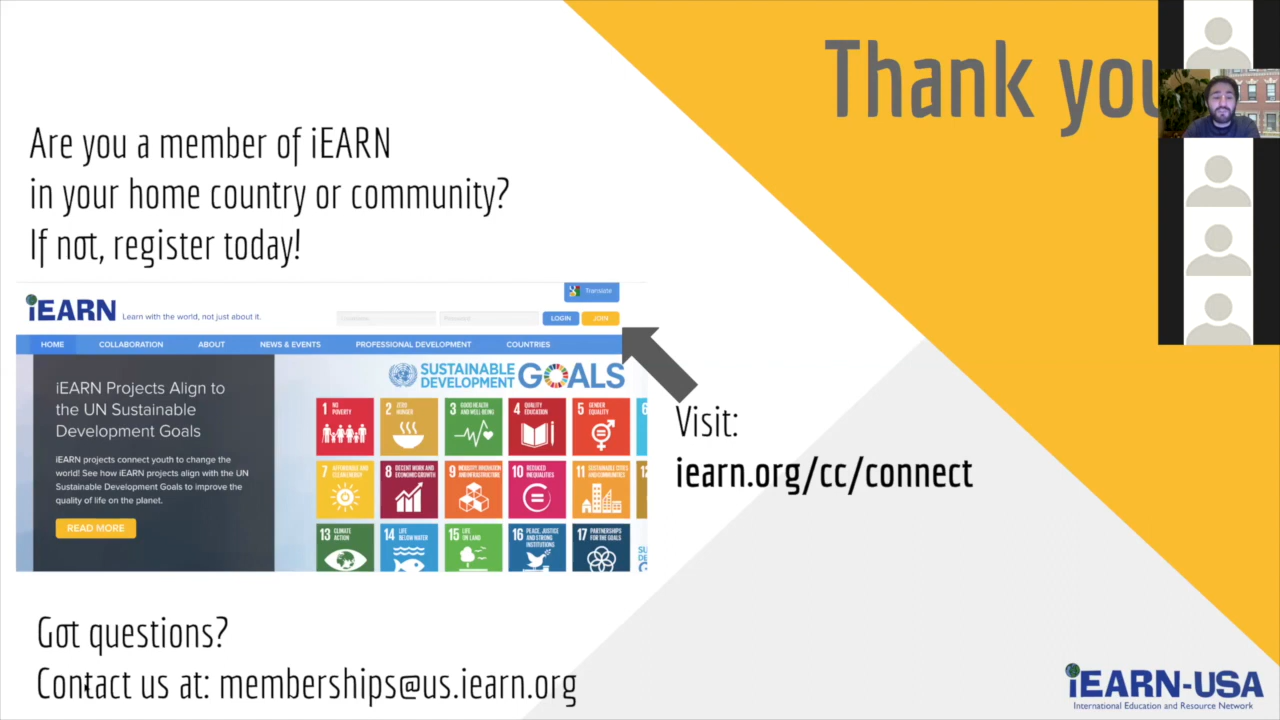 Thank you
Are you a member of iEARN
in your home country or community?
If not, register today!
Translate
iEARN Learn with the world, not just about it.
LOGIN JOIN
HOME COLLABORATION ABOUT NEWS & EVENTS PROFESSIONAL DEVELOPMENT COUNTRIES
iEARN Projects Align to
the UN Sustainable
Development Goals
iEARN projects connect youth to change the
world! See how iEARN projects align with the UN
Sustainable Development Goals to improve the
quality of life on the planet.
READ MORE
SUSTAINABLE
DEVELOPMENT GOALS
1 NO
POVERTY
2 ZERO
HUNGER
3 GOOD HEALTH
AND WELL-BEING
4 QUALITY
EDUCATION
5 GENDER
EQUALITY
6
7 AFFORDABLE AND
CLEAN ENERGY
8 DECENT WORK AND
ECONOMIC GROWTH
9 INDUSTRY, INNOVATION
AND INFRASTRUCTURE
10 REDUCED
INEQUALITIES
11 SUSTAINABLE CITIES
AND COMMUNITIES
12
13 CLIMATE
ACTION
14 LIFE
BELOW WATER
15 LIFE
ON LAND
16 PEACE, JUSTICE
AND STRONG
INSTITUTIONS
17 PARTNERSHIPS
FOR THE GOALS
Visit:
iearn.org/cc/connect
Got questions?
Contact us at: memberships@us.iearn.org
iEARN-USA
International Education and Resource Network